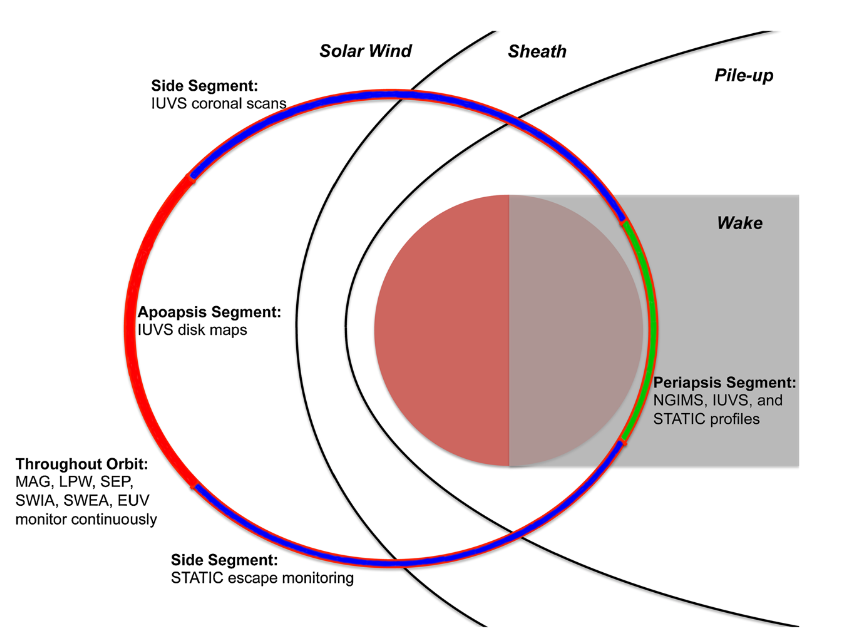 Solar Wind
Sheath
Pile-up
Side Segment:
IUVS coronal scans
Wake
Apoapsis Segment:
IUVS disk maps
Periapsis Segment:
NGIMS, IUVS, and
STATIC profiles
Throughout Orbit:
MAG, LPW, SEP,
SWIA, SWEA, EUV
monitor continuously
Side Segment:
STATIC escape monitoring